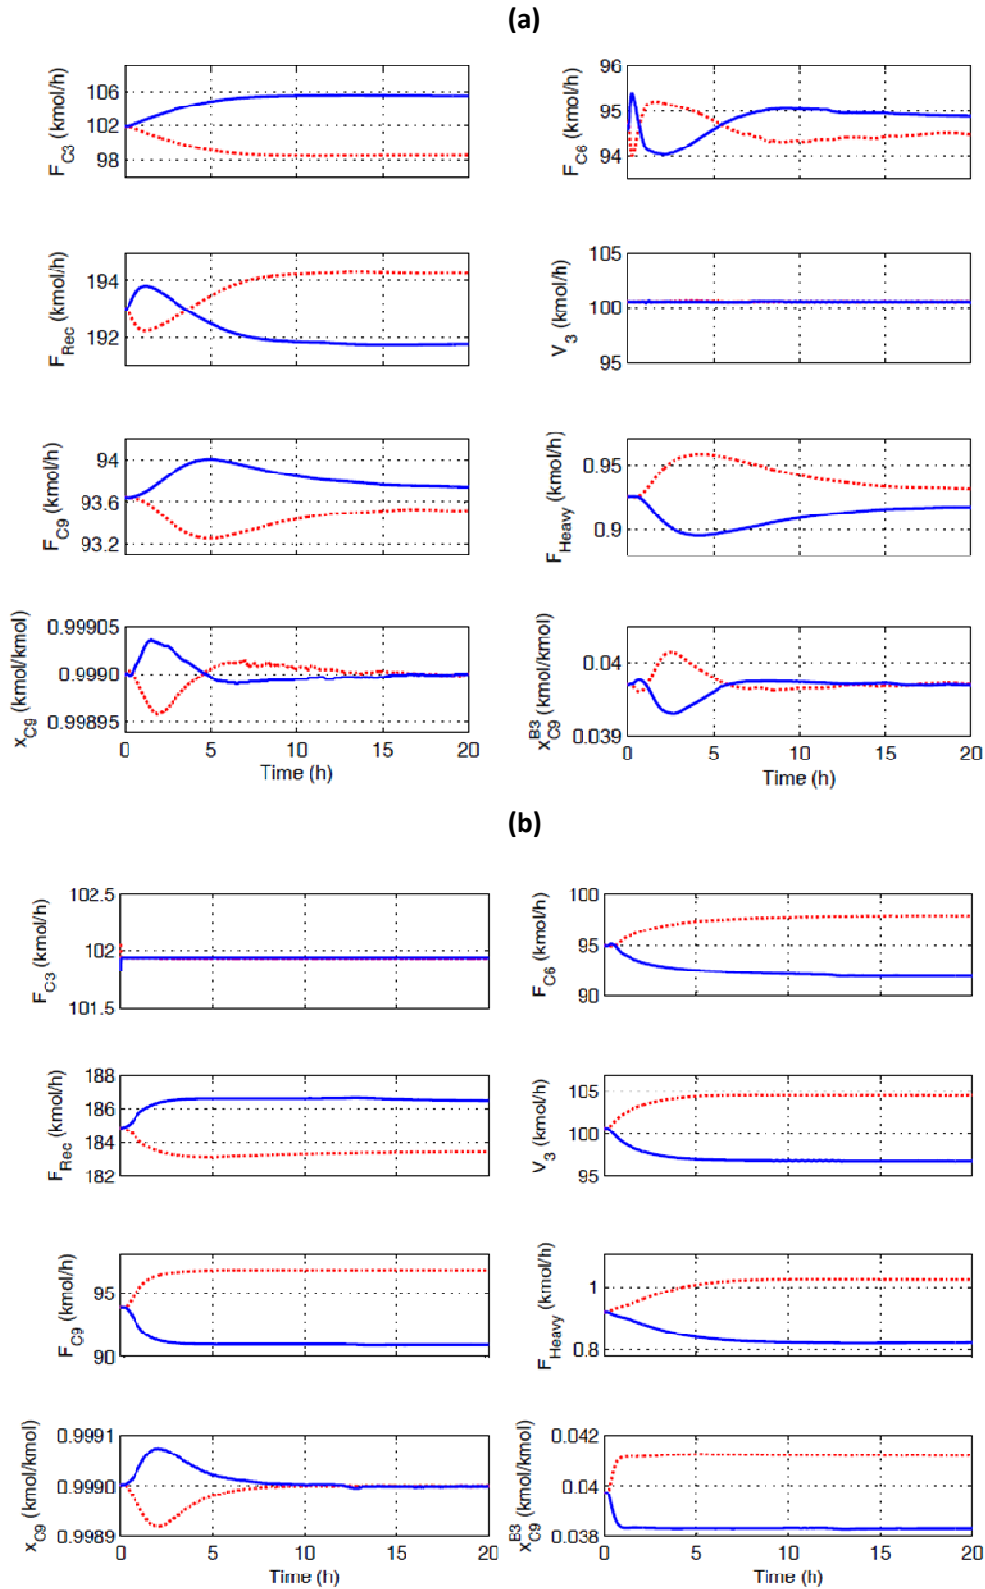 (a)
F_C3 (kmol/h)
106
102
98
F_C6 (kmol/h)
96
95
94
F_Rec (kmol/h)
194
192
V_3 (kmol/h)
105
100
95
F_C9 (kmol/h)
94
93.6
93.2
F_Heavy (kmol/h)
0.95
0.9
x_C9 (kmol/kmol)
0.99905
0.9990
0.99895
0 5 10 15 20
Time (h)
x_C9^B3 (kmol/kmol)
0.04
0.039
0 5 10 15 20
Time (h)
(b)
F_C3 (kmol/h)
102.5
102
101.5
F_C6 (kmol/h)
100
95
90
F_Rec (kmol/h)
188
186
184
182
V_3 (kmol/h)
105
100
95
F_C9 (kmol/h)
95
90
F_Heavy (kmol/h)
1
0.8
x_C9 (kmol/kmol)
0.9991
0.9990
0.9989
0 5 10 15 20
Time (h)
x_C9^B3 (kmol/kmol)
0.042
0.04
0.038
0 5 10 15 20
Time (h)